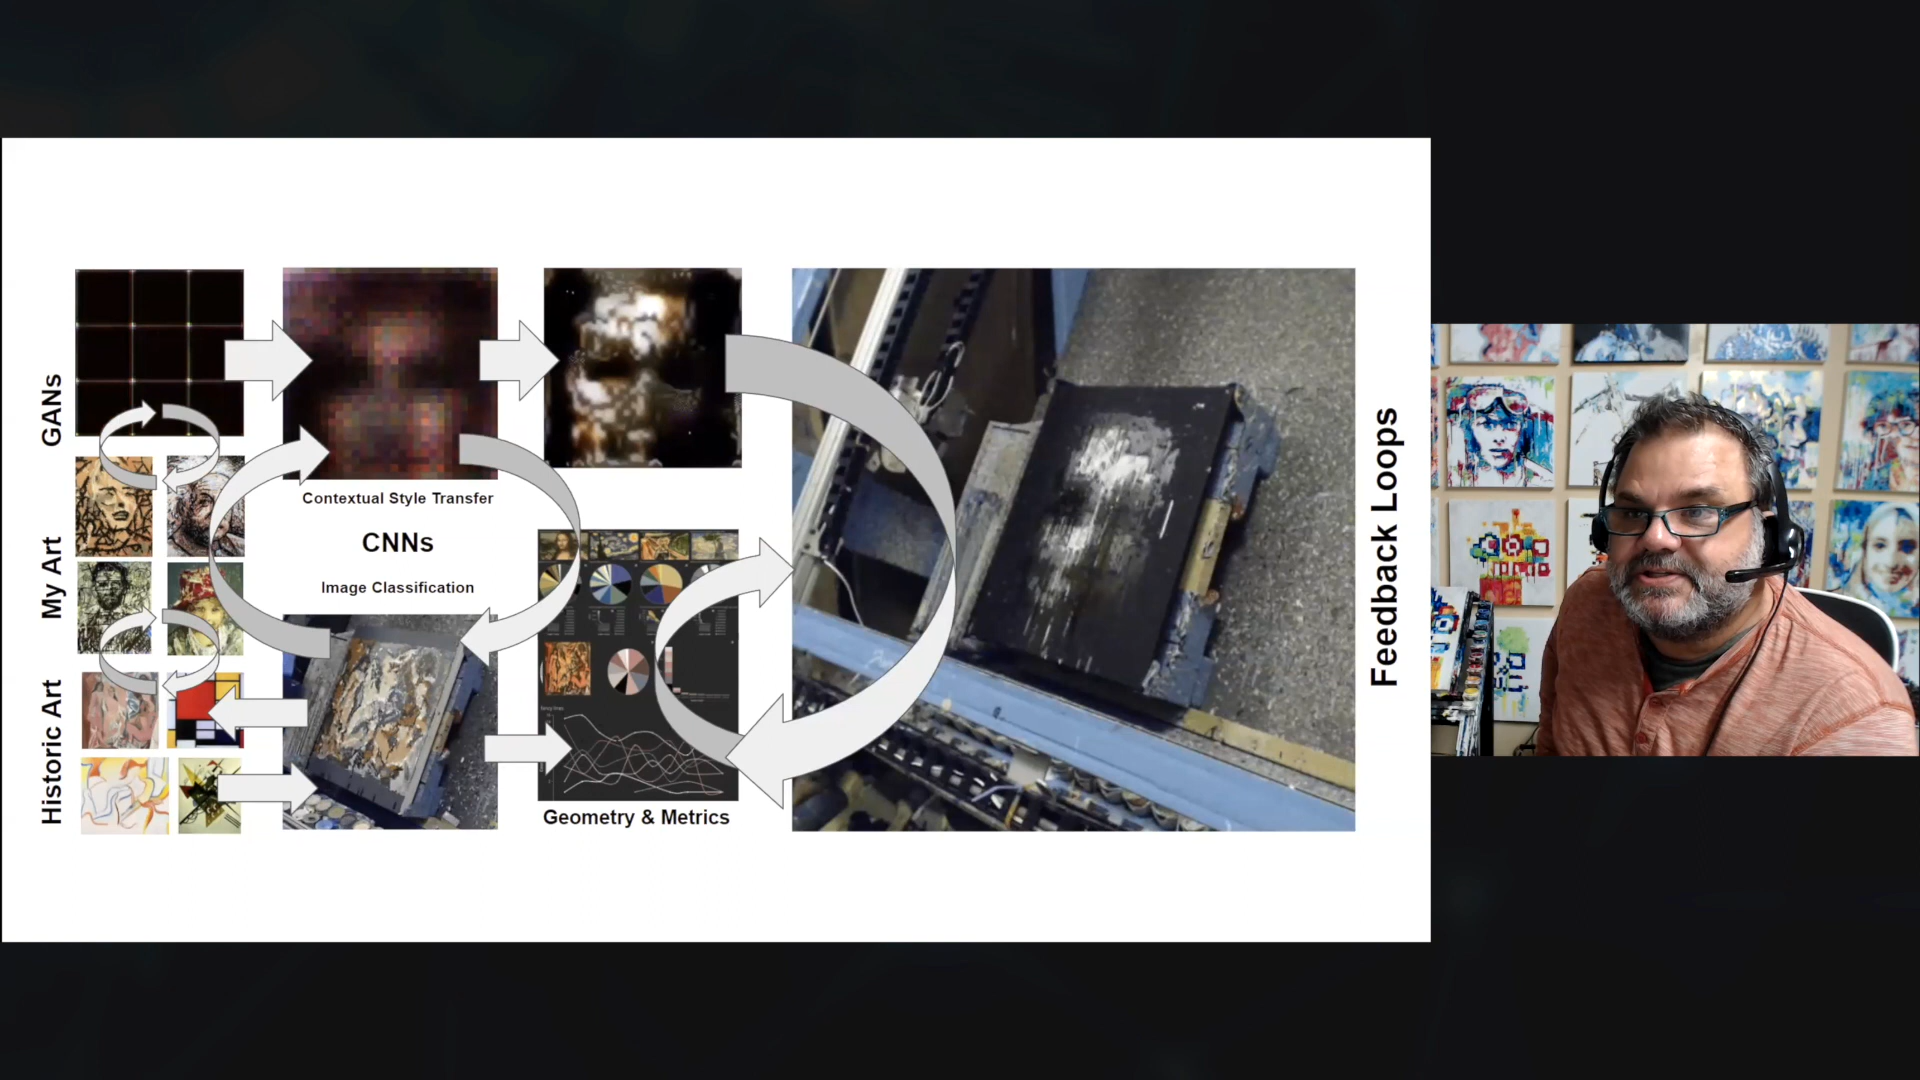 GANs
My Art
Historic Art
Contextual Style Transfer
CNNs
Image Classification
Geometry & Metrics
Feedback Loops